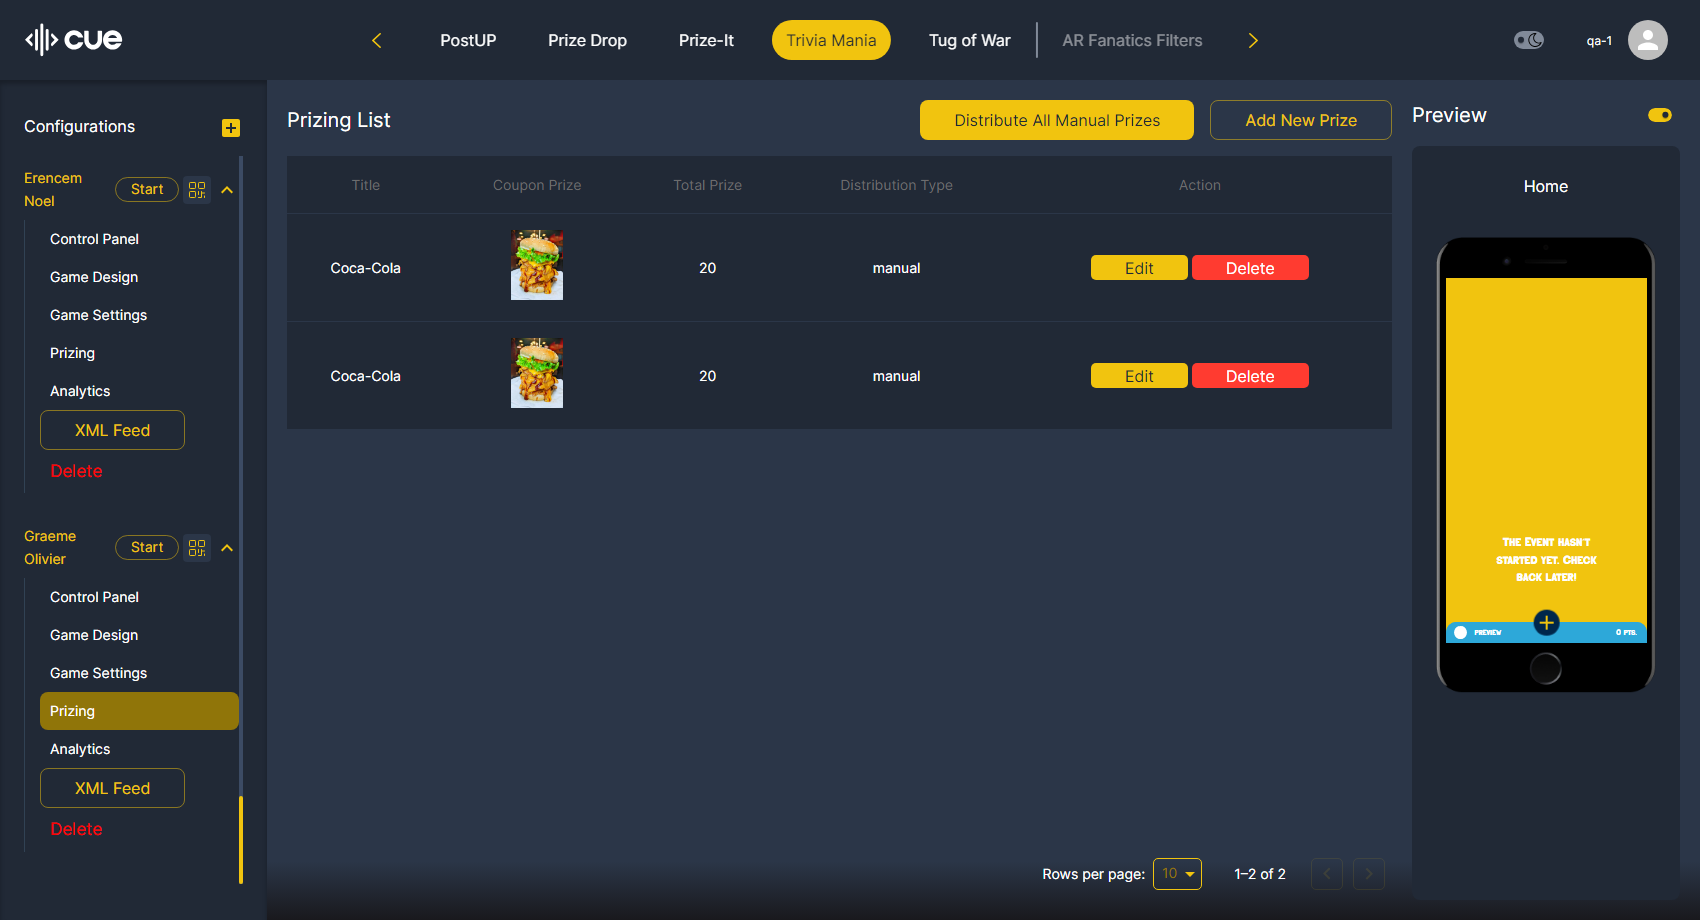 cue
PostUP
Prize Drop
Prize-It
Trivia Mania
Tug of War
AR Fanatics Filters
qa-1
Configurations
Erencem
Noel
Start
Control Panel
Game Design
Game Settings
Prizing
Analytics
XML Feed
Delete
Graeme
Olivier
Start
Control Panel
Game Design
Game Settings
Prizing
Analytics
XML Feed
Delete
Prizing List
Distribute All Manual Prizes
Add New Prize
Title
Coupon Prize
Total Prize
Distribution Type
Action
Coca-Cola
20
manual
Edit
Delete
Coca-Cola
20
manual
Edit
Delete
Rows per page:
10
1–2 of 2
Preview
Home
The Event hasn't
started yet. Check
back later!
PREVIEW
0 PTS.